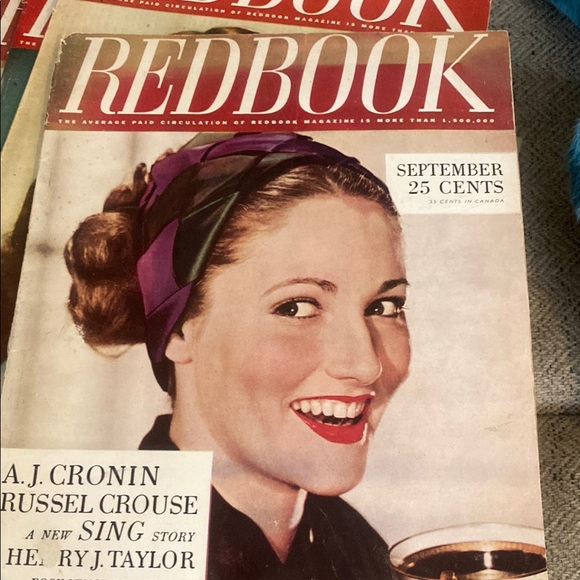 REDBOOK
REDBOOK
THE AVERAGE PAID CIRCULATION OF REDBOOK MAGAZINE IS MORE THAN 1,500,000
SEPTEMBER
25 CENTS
35 CENTS IN CANADA
A.J. CRONIN
RUSSEL CROUSE
A NEW SING STORY
HE RY J. TAYLOR